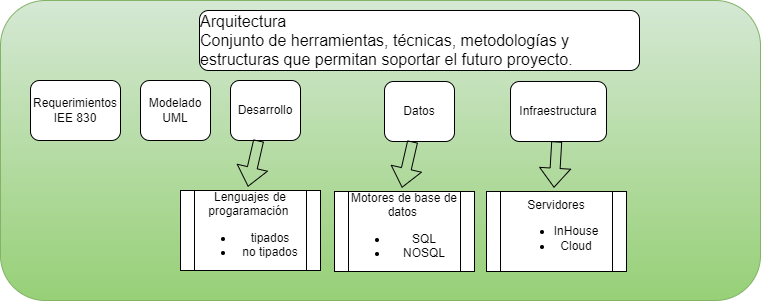 Arquitectura
Conjunto de herramientas, técnicas, metodologías y
estructuras que permitan soportar el futuro proyecto.
Requerimientos
IEE 830
Modelado
UML
Desarrollo
Datos
Infraestructura
Lenguajes de
progaramación
• tipados
• no tipados
Motores de base de
datos
• SQL
• NOSQL
Servidores
• InHouse
• Cloud